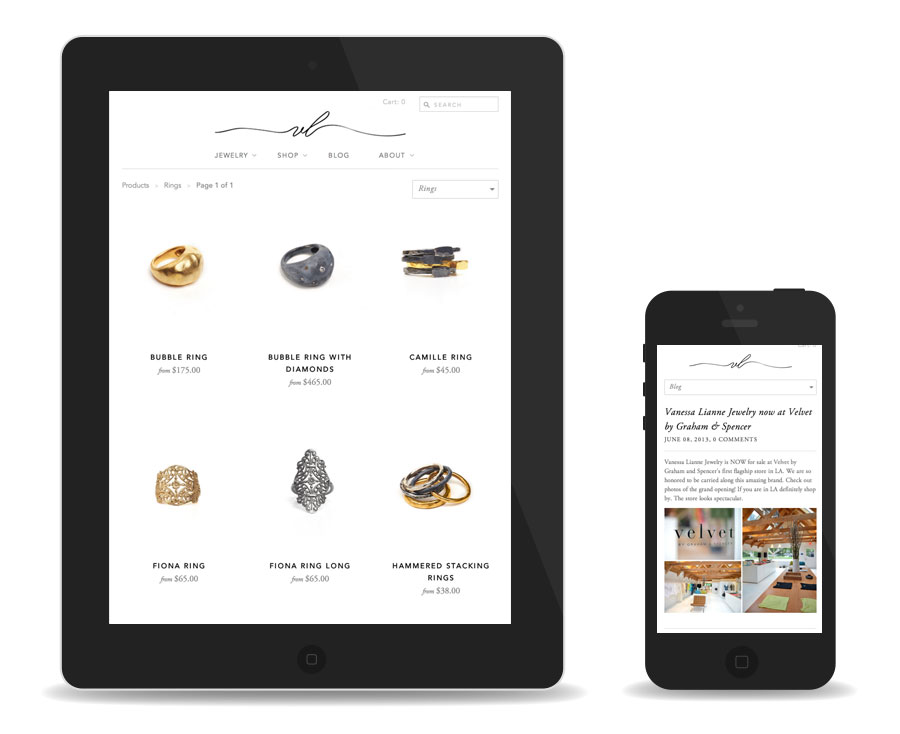 Cart: 0
SEARCH
vl
JEWELRY SHOP BLOG ABOUT
Products › Rings › Page 1 of 1
Rings
BUBBLE RING
from $175.00
BUBBLE RING WITH
DIAMONDS
from $465.00
CAMILLE RING
from $45.00
FIONA RING
from $65.00
FIONA RING LONG
from $65.00
HAMMERED STACKING
RINGS
from $38.00
vl
Blog
Vanessa Lianne Jewelry now at Velvet
by Graham & Spencer
JUNE 08, 2013, 0 COMMENTS
Vanessa Lianne Jewelry is NOW for sale at Velvet by
Graham and Spencer's first flagship store in LA. We are so
honored to be carried along this amazing brand. Check out
photos of the grand opening! If you are in LA definitely shop
by. The store looks spectacular.
velvet